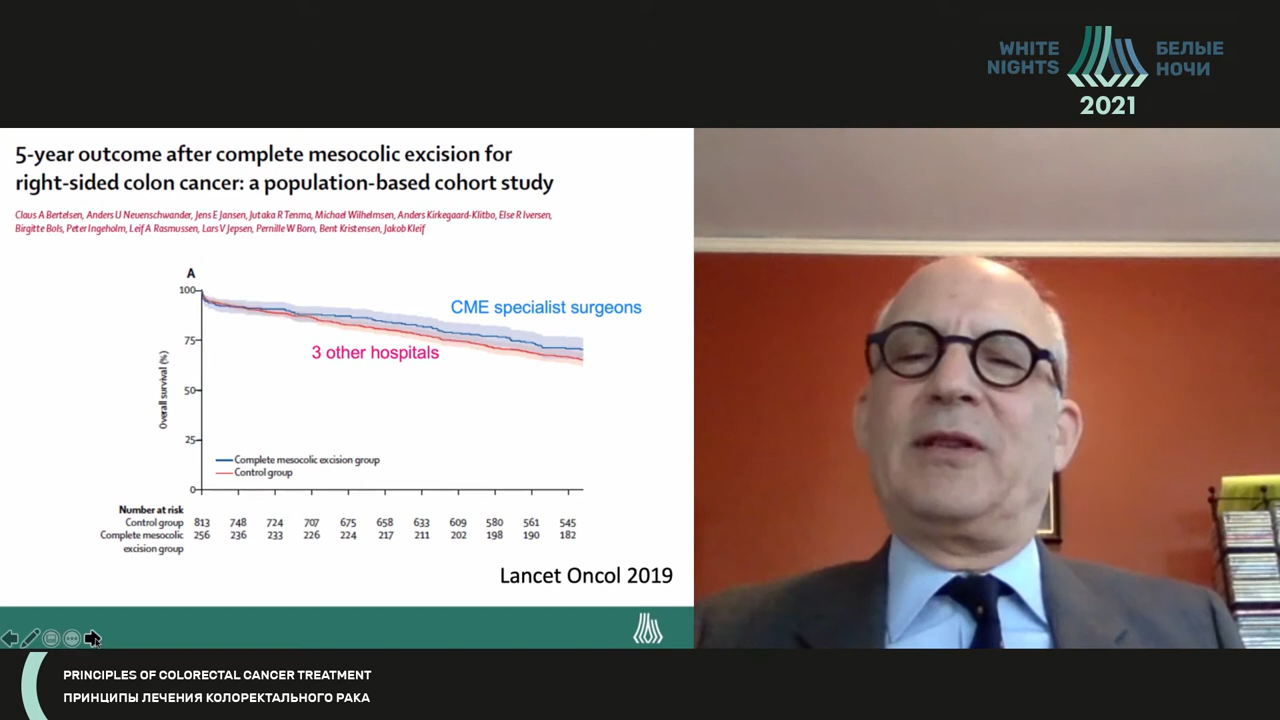 WHITE
NIGHTS
БЕЛЫЕ
НОЧИ
2021
5-year outcome after complete mesocolic excision for
right-sided colon cancer: a population-based cohort study
Claus A Bertelsen, Anders U Neuenschwander, Jens E Jansen, Jutaka R Tenma, Michael Wilhelmsen, Anders Kirkegaard-Klitbo, Else R Iversen,
Birgitte Bols, Peter Ingeholm, Leif A Rasmussen, Lars V Jepsen, Pernille W Born, Bent Kristensen, Jakob Kleif
A
100
75
50
25
0
Overall survival (%)
CME specialist surgeons
3 other hospitals
Complete mesocolic excision group
Control group
Number at risk
Control group 813 748 724 707 675 658 633 609 580 561 545
Complete mesocolic 256 236 233 226 224 217 211 202 198 190 182
excision group
Lancet Oncol 2019
PRINCIPLES OF COLORECTAL CANCER TREATMENT
ПРИНЦИПЫ ЛЕЧЕНИЯ КОЛОРЕКТАЛЬНОГО РАКА